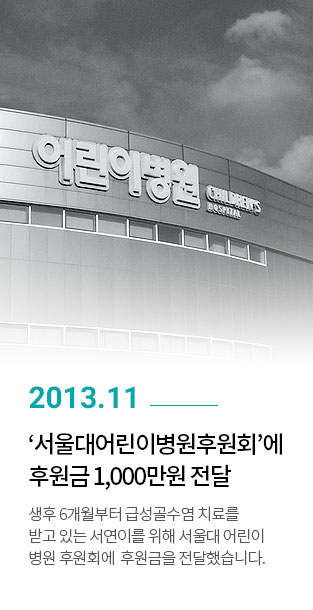 어린이병원
CHILDREN'S
HOSPITAL
2013.11
‘서울대어린이병원후원회’에
후원금 1,000만원 전달
생후 6개월부터 급성골수염 치료를
받고 있는 서연이를 위해 서울대 어린이
병원 후원회에 후원금을 전달했습니다.